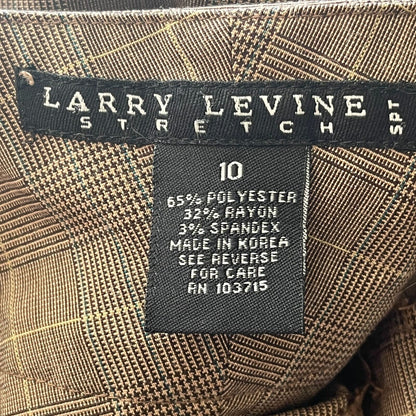 LARRY LEVINE
STRETCH
SPT
10
65% POLYESTER
32% RAYON
3% SPANDEX
MADE IN KOREA
SEE REVERSE
FOR CARE
RN 103715